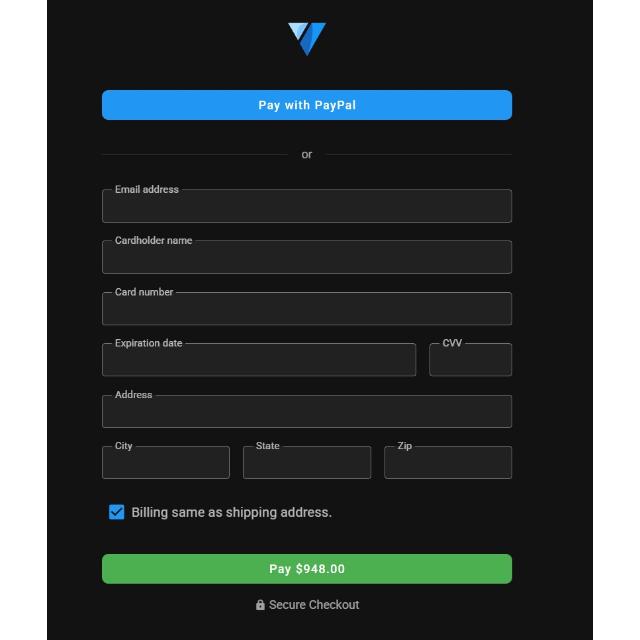 Pay with PayPal
or
Email address
Cardholder name
Card number
Expiration date CVV
Address
City State Zip
Billing same as shipping address.
Pay $948.00
Secure Checkout